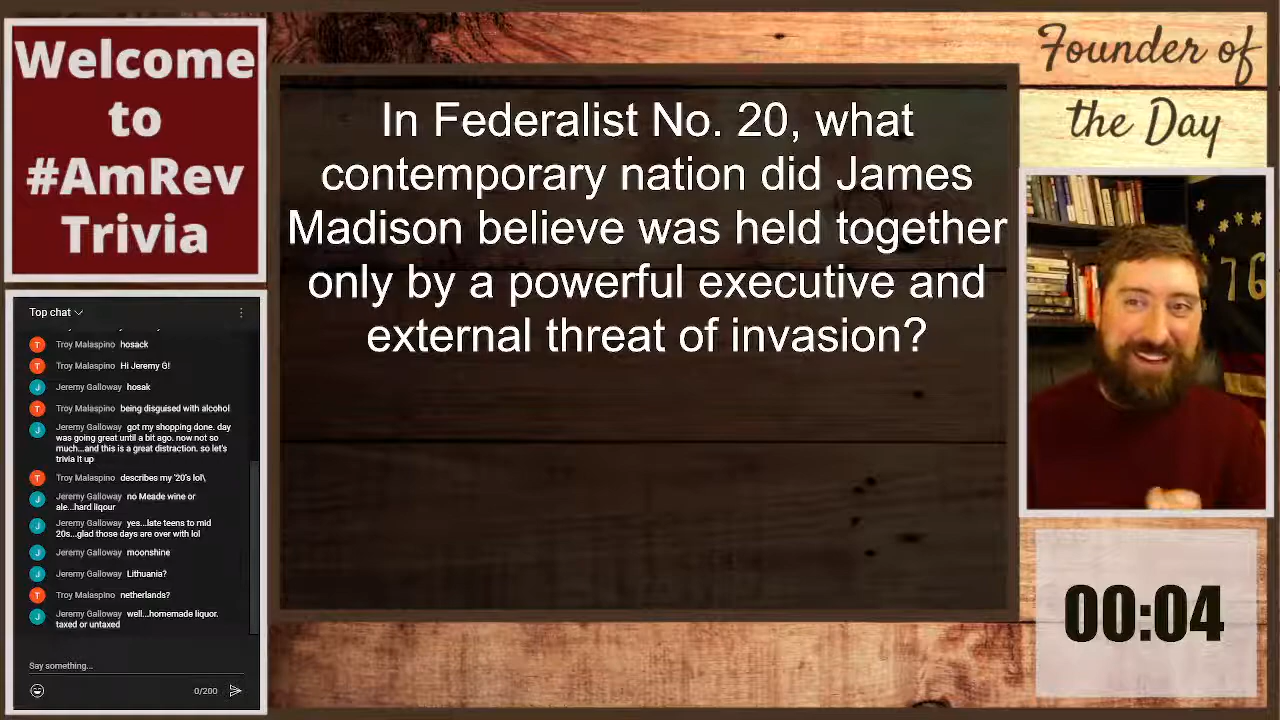 Welcome
to
#AmRev
Trivia
In Federalist No. 20, what
contemporary nation did James
Madison believe was held together
only by a powerful executive and
external threat of invasion?
Founder of
the Day
76
Top chat
T Troy Malaspino hosack
T Troy Malaspino Hi Jeremy G!
J Jeremy Galloway hosak
T Troy Malaspino being disguised with alcohol
J Jeremy Galloway got my shopping done. day
was going great until a bit ago. now not so
much...and this is a great distraction. so let's
trivia it up
T Troy Malaspino describes my '20's lol\
J Jeremy Galloway no Meade wine or
ale...hard liqour
J Jeremy Galloway yes...late teens to mid
20s...glad those days are over with lol
J Jeremy Galloway moonshine
J Jeremy Galloway Lithuania?
T Troy Malaspino netherlands?
J Jeremy Galloway well...homemade liquor.
taxed or untaxed
Say something...
0/200
00:04